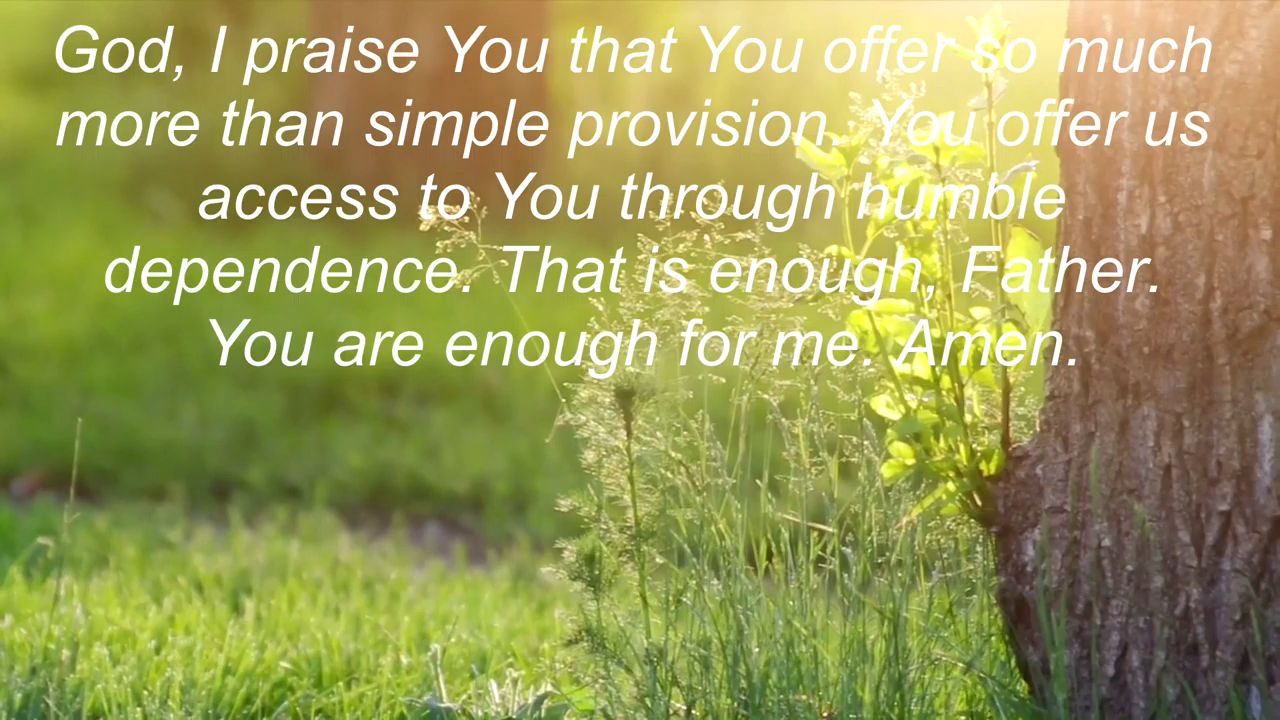 God, I praise You that You offer so much
more than simple provision. You offer us
access to You through humble
dependence. That is enough, Father.
You are enough for me. Amen.